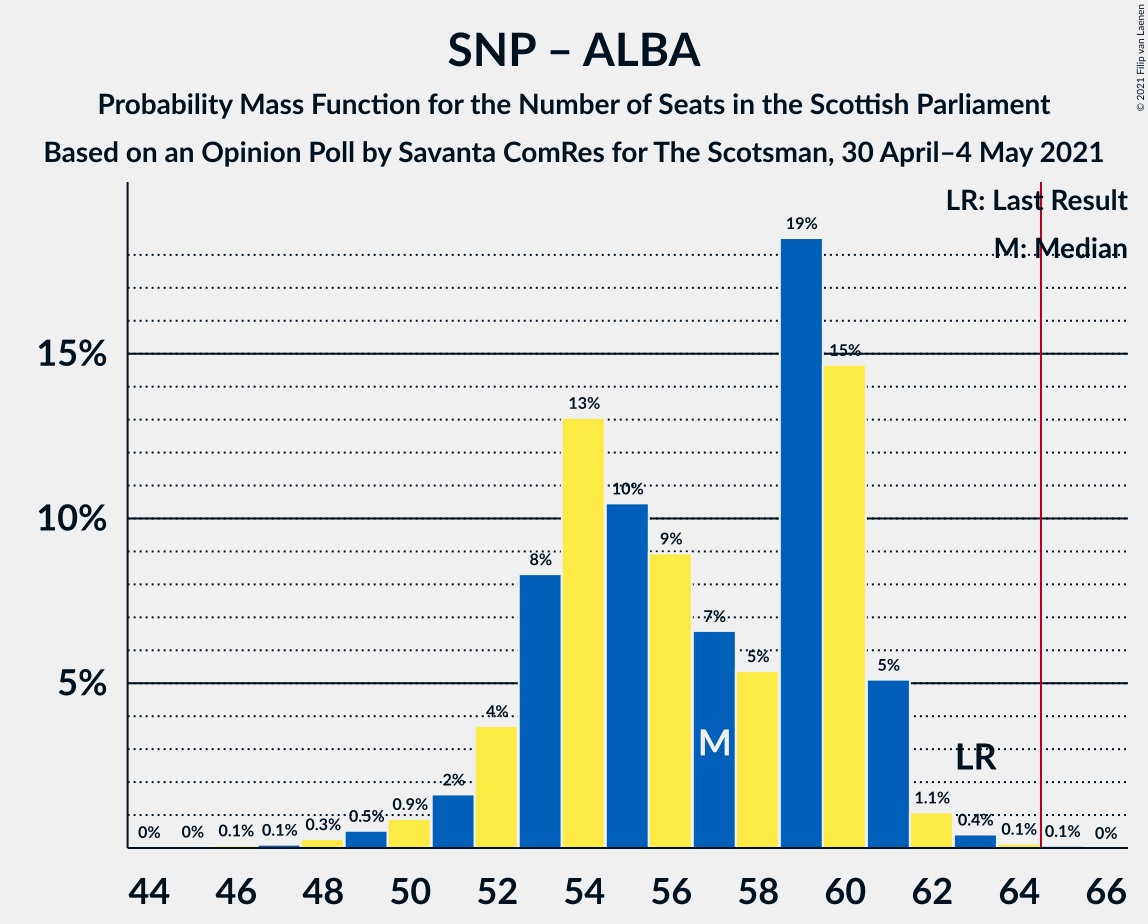 SNP – ALBA
Probability Mass Function for the Number of Seats in the Scottish Parliament
Based on an Opinion Poll by Savanta ComRes for The Scotsman, 30 April–4 May 2021
© 2021 Filip van Laenen
LR: Last Result
M: Median
15%
10%
5%
0%
0%
0.1%
0.1%
0.3%
0.5%
0.9%
2%
4%
8%
13%
10%
9%
7%
5%
19%
15%
5%
1.1%
0.4%
0.1%
0.1%
0%
M
LR
44 46 48 50 52 54 56 58 60 62 64 66